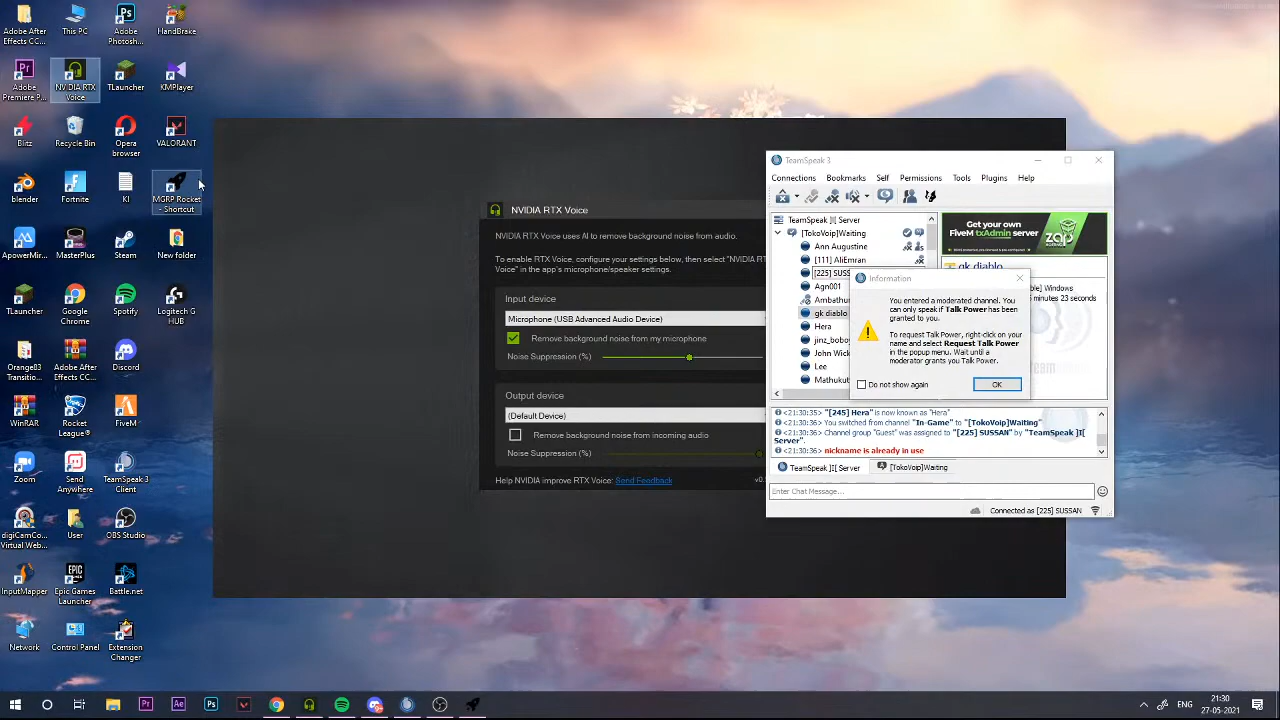 Adobe After
Effects CC...
This PC
Adobe
Photosh...
HandBrake
Adobe
Premiere P...
NVIDIA RTX
Voice
TLauncher
KMPlayer
Blitz
Recycle Bin
Opera
browser
VALORANT
blender
Fortnite
KI
MGRP Rocket
- Shortcut
ApowerMir...
MasterPlus
Steam
New folder
TLauncher
Google
Chrome
Spotify
Logitech G
HUB
Orange83
Transitio...
Adobe After
Effects CC...
Discord
WinRAR
Rocket
League®
FiveM
Zoom
Send
Anywhere
TeamSpeak 3
Client
digiCamCo...
Virtual Web...
User
OBS Studio
InputMapper
Epic Games
Launcher
Battle.net
Network
Control Panel
Extension
Changer
NVIDIA RTX Voice
NVIDIA RTX Voice uses AI to remove background noise from audio.
To enable RTX Voice, configure your settings below, then select "NVIDIA RT
Voice" in the app's microphone/speaker settings.
Input device
Microphone (USB Advanced Audio Device)
Remove background noise from my microphone
Noise Suppression (%)
Output device
(Default Device)
Remove background noise from incoming audio
Noise Suppression (%)
Help NVIDIA improve RTX Voice: Send Feedback
TeamSpeak 3
Connections Bookmarks Self Permissions Tools Plugins Help
TeamSpeak ]I[ Server
[TokoVoip]Waiting
Ann Augustine
[111] AliEmran
[225] SUSS
Agn001
Ambathu
gk diablo
Hera
jinz_boboy
John Wick
Lee
Mathukut
Get your own
FiveM txAdmin server
ZAP
gk diablo
Windows
minutes 23 seconds
Information
You entered a moderated channel. You
can only speak if Talk Power has been
granted to you.
To request Talk Power, right-click on your
name and select Request Talk Power
in the popup menu. Wait until a
moderator grants you Talk Power.
Do not show again
OK
<21:30:35> "[245] Hera" is now known as "Hera"
<21:30:36> You switched from channel "In-Game" to "[TokoVoip]Waiting"
<21:30:36> Channel group "Guest" was assigned to "[225] SUSSAN" by "TeamSpeak ]I[
Server".
<21:30:36> nickname is already in use
TeamSpeak ]I[ Server
[TokoVoip]Waiting
Enter Chat Message...
Connected as [225] SUSSAN
ENG
21:30
27-05-2021